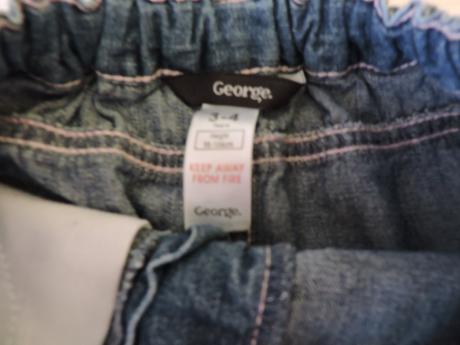 George.
3-4
KEEP AWAY
FROM FIRE
George.